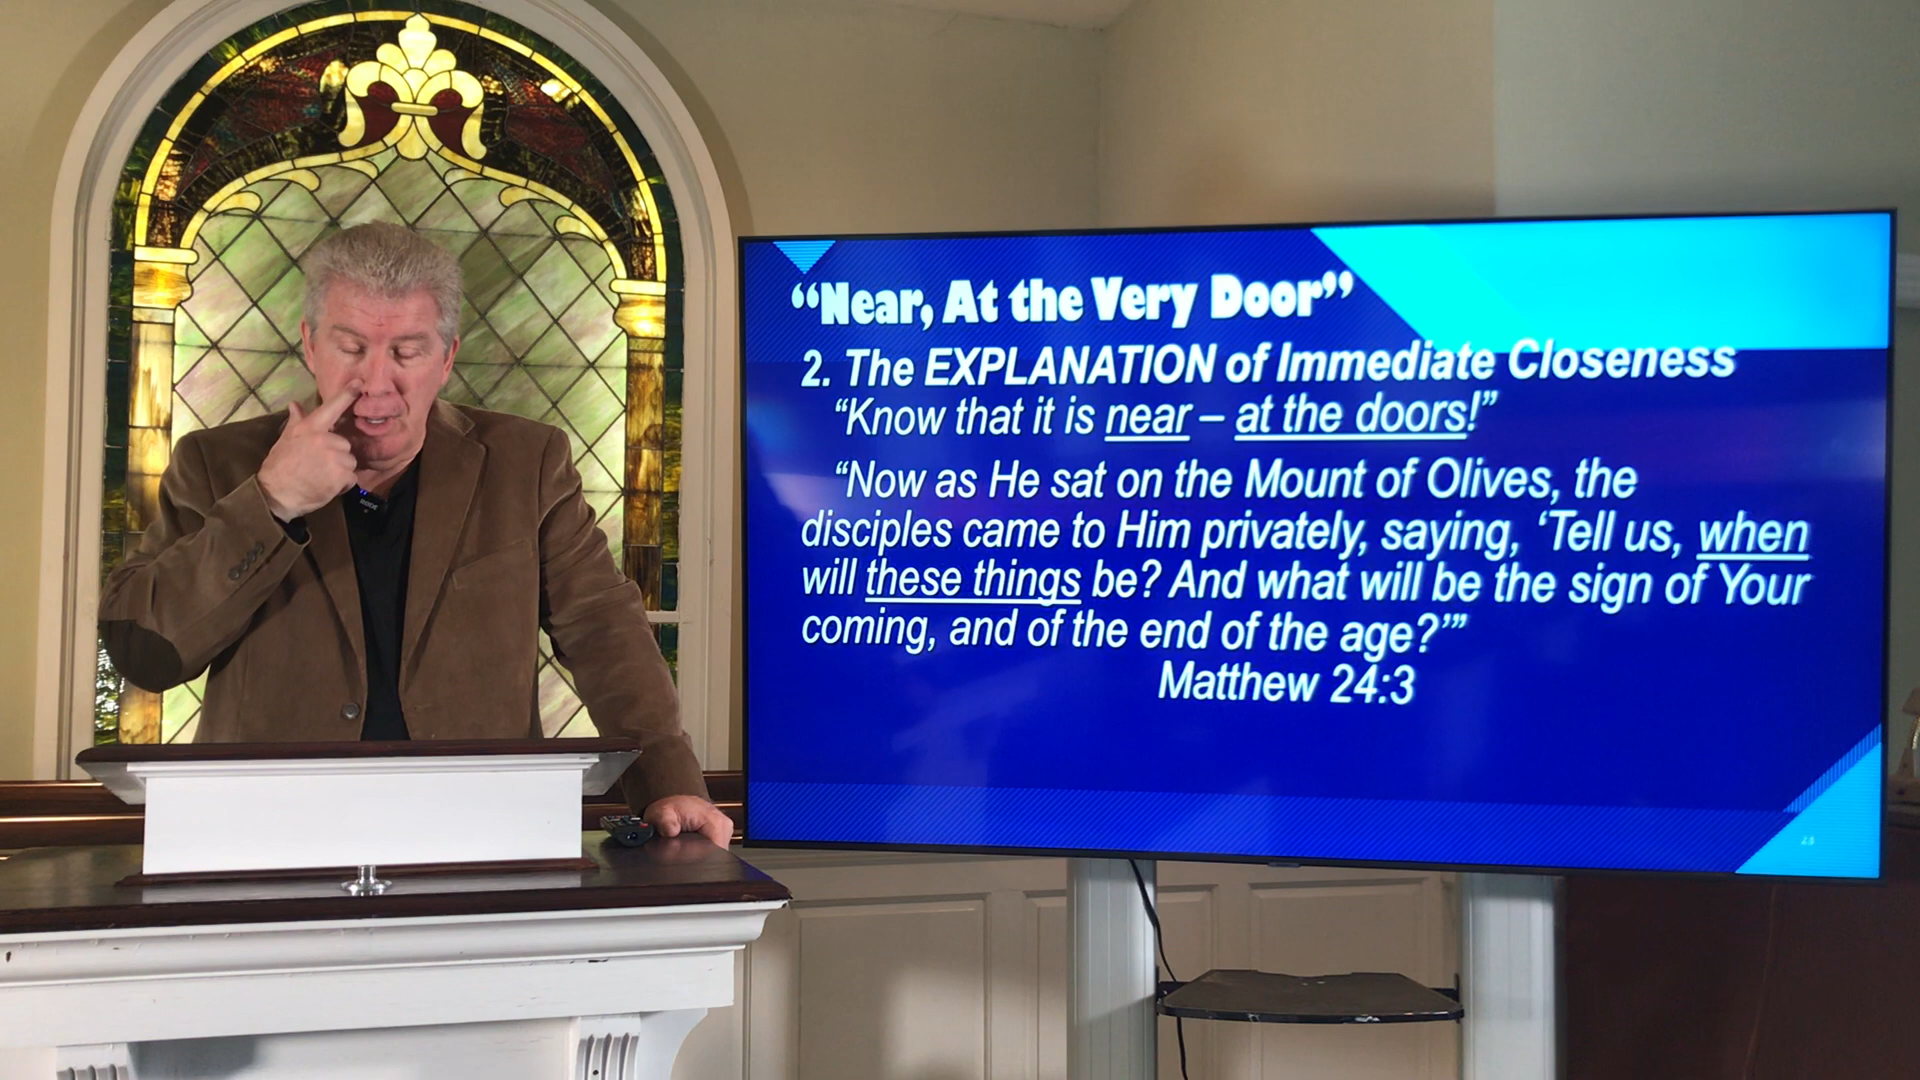 “Near, At the Very Door”
2. The EXPLANATION of Immediate Closeness
“Know that it is near – at the doors!”
“Now as He sat on the Mount of Olives, the
disciples came to Him privately, saying, ‘Tell us, when
will these things be? And what will be the sign of Your
coming, and of the end of the age?’”
Matthew 24:3